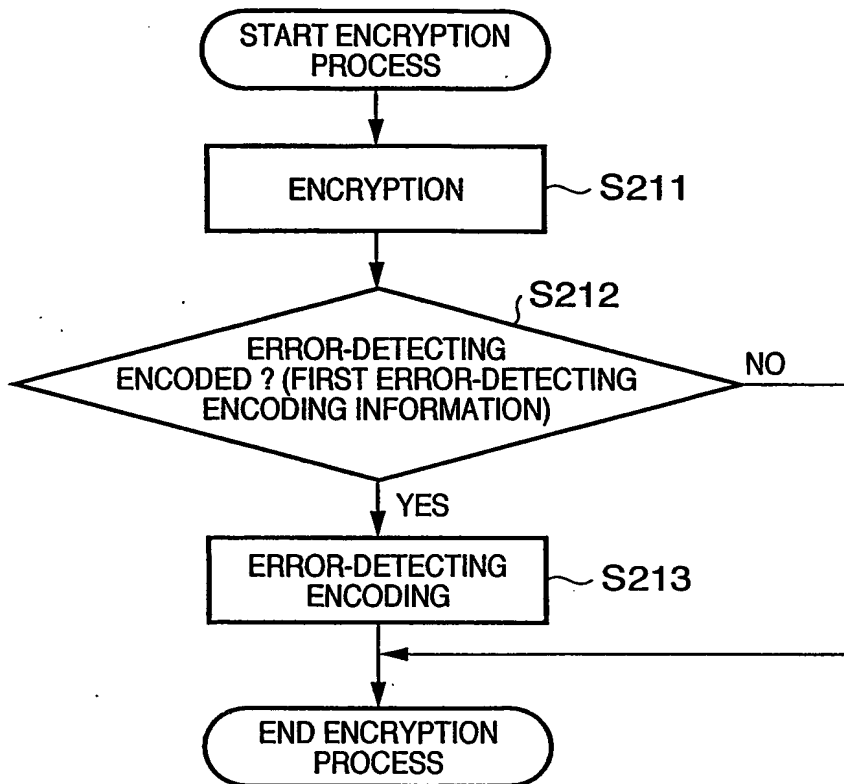 START ENCRYPTION
PROCESS
ENCRYPTION
S211
S212
ERROR-DETECTING
ENCODED ? (FIRST ERROR-DETECTING
ENCODING INFORMATION)
NO
YES
ERROR-DETECTING
ENCODING
S213
END ENCRYPTION
PROCESS